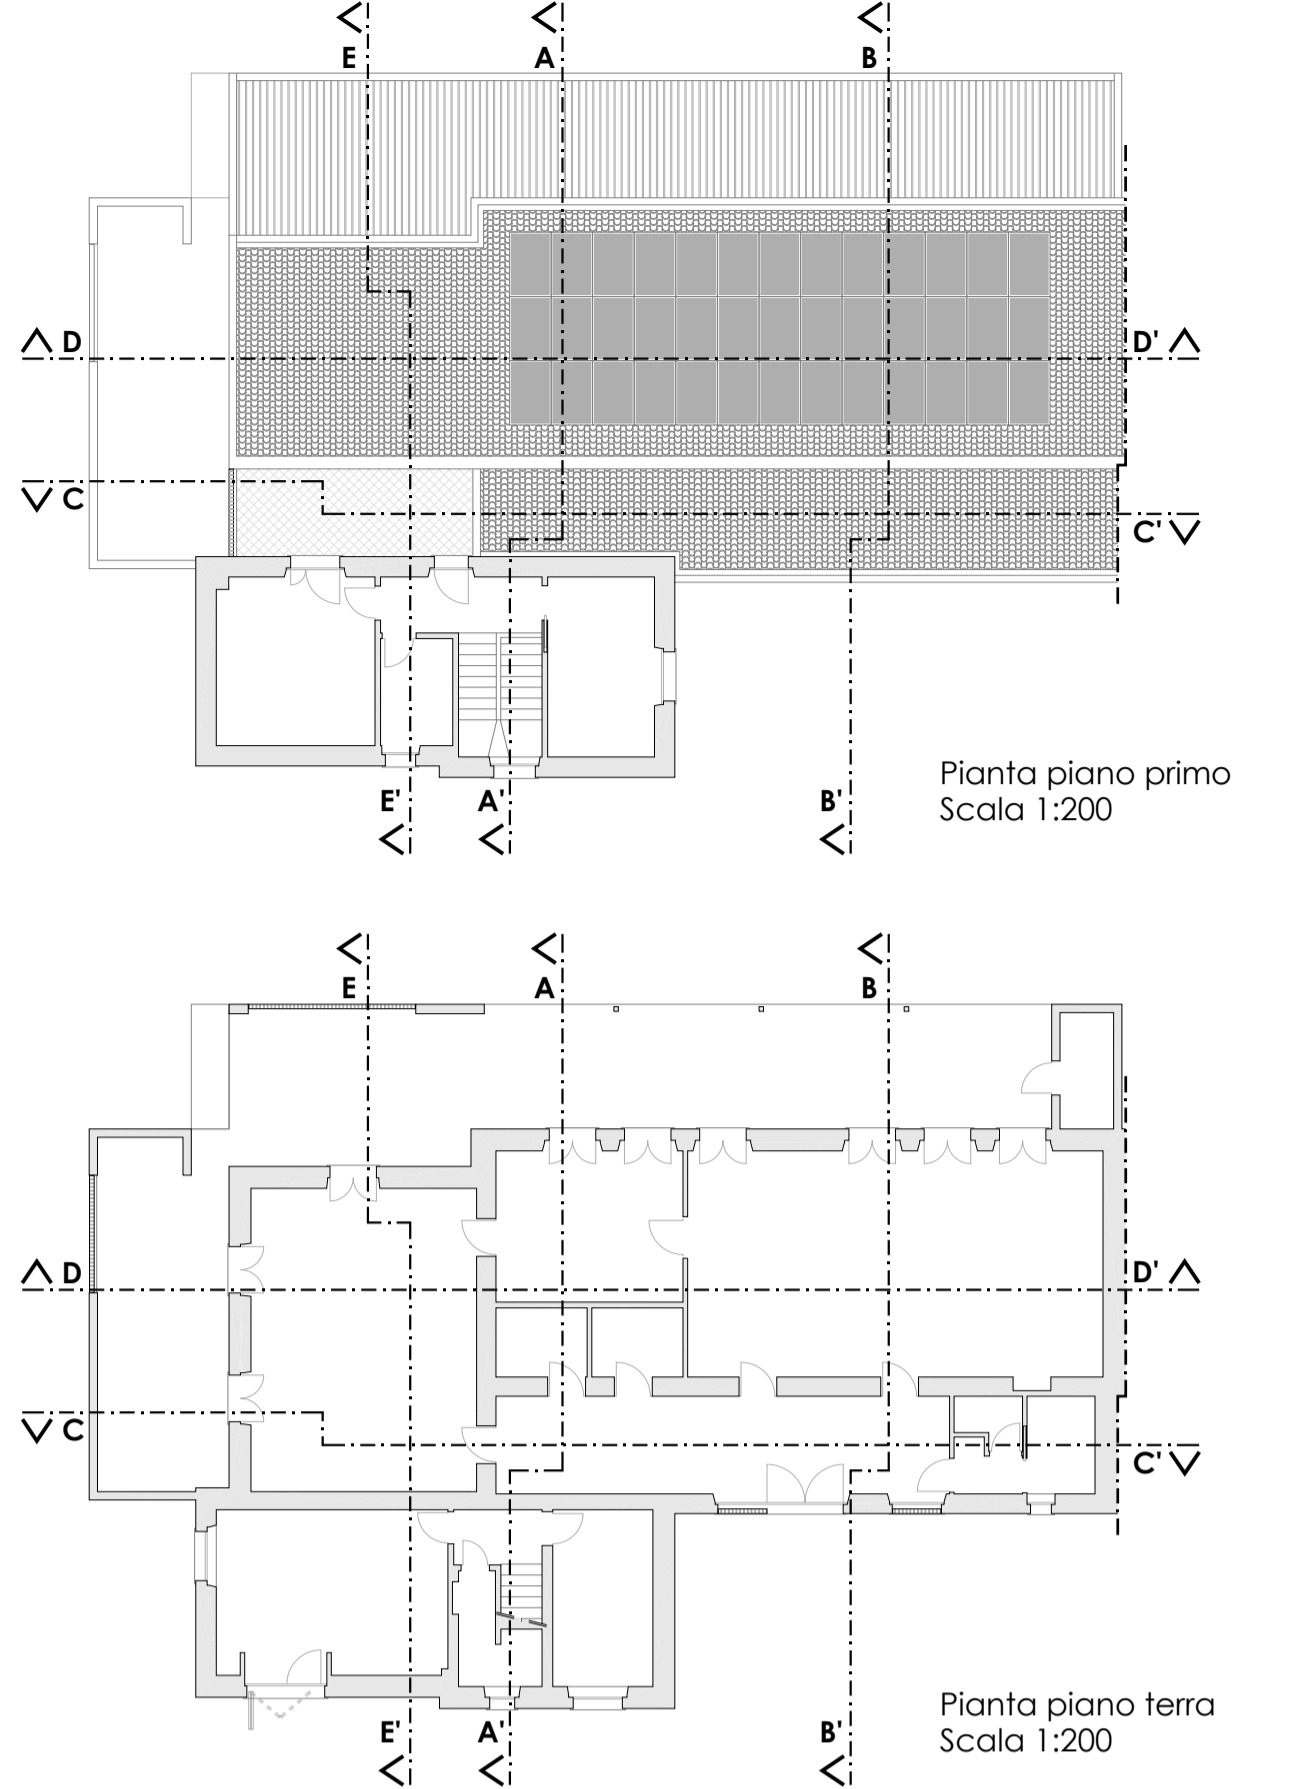 E
A
B
D
D'
C
C'
E'
A'
B'
Pianta piano primo
Scala 1:200
E
A
B
D
D'
C
C'
E'
A'
B'
Pianta piano terra
Scala 1:200